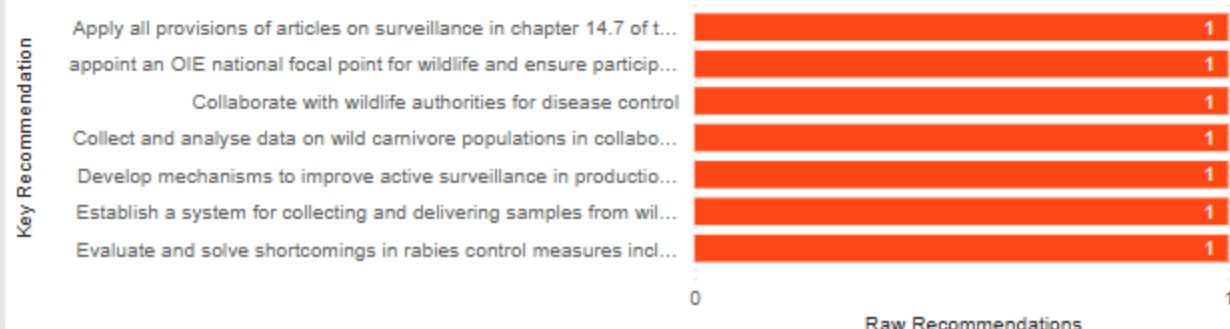 Key Recommendation
Apply all provisions of articles on surveillance in chapter 14.7 of t... 1
appoint an OIE national focal point for wildlife and ensure particip... 1
Collaborate with wildlife authorities for disease control 1
Collect and analyse data on wild carnivore populations in collabo... 1
Develop mechanisms to improve active surveillance in productio... 1
Establish a system for collecting and delivering samples from wil... 1
Evaluate and solve shortcomings in rabies control measures incl... 1
0 1
Raw Recommendations